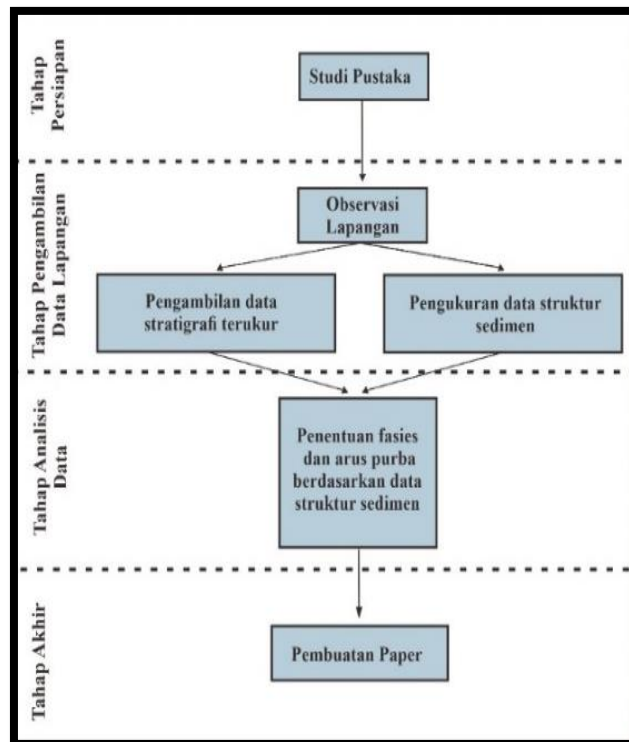 Tahap
Persiapan
Studi Pustaka
Tahap Pengambilan
Data Lapangan
Observasi
Lapangan
Pengambilan data
stratigrafi terukur
Pengukuran data struktur
sedimen
Tahap Analisis
Data
Penentuan fasies
dan arus purba
berdasarkan data
struktur sedimen
Tahap Akhir
Pembuatan Paper